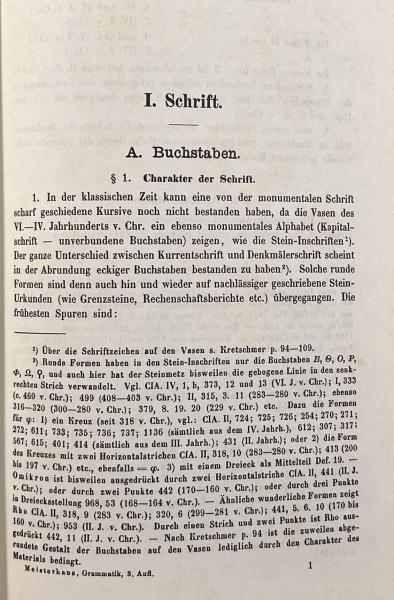 I. Schrift.
A. Buchstaben.
§ 1. Charakter der Schrift.
1. In der klassischen Zeit kann eine von der monumentalen Schrift
scharf geschiedene Kursive noch nicht bestanden haben, da die Vasen des
VI.—IV. Jahrhunderts v. Chr. ein ebenso monumentales Alphabet (Kapital-
schrift — unverbundene Buchstaben) zeigen, wie die Stein-Inschriften¹).
Der ganze Unterschied zwischen Kurrentschrift und Denkmälerschrift scheint
in der Abrundung eckiger Buchstaben bestanden zu haben²). Solche runde
Formen sind denn auch hin und wieder auf nachlässiger geschriebene Stein-
Urkunden (wie Grenzsteine, Rechenschaftsberichte etc.) übergegangen. Die
frühesten Spuren sind:
¹) Über die Schriftzeichen auf den Vasen s. Kretschmer p. 94—109.
²) Runde Formen haben in den Stein-Inschriften nur die Buchstaben B, Θ, O, P,
Φ, Ω, Ϙ, und auch hier hat der Steinmetz bisweilen die gebogene Linie in den senk-
rechten Strich verwandelt. Vgl. CIA. IV, 1, b, 373, 12 und 13 (VI. J. v. Chr.); I, 333
(c. 460 v. Chr.); 499 (408—403 v. Chr.); II, 315, 3. 11 (283—280 v. Chr.); ebenso
316—320 (300—280 v. Chr.); 379, 8. 19. 20 (229 v. Chr.) etc. Dazu die Formen
für φ: 1) ein Kreuz (seit 318 v. Chr.), vgl.: CIA. II, 724; 725; 726; 254; 270; 271;
272; 611; 733; 735; 736; 737; 1136 (sämtlich aus dem IV. Jahrh.), 612; 307; 317;
567; 615; 401; 414 (sämtlich aus dem III. Jahrh.); 431 (II. Jahrh.); oder 2) die Form
des Kreuzes mit zwei Horizontalstrichen CIA. II, 318, 10 (283—280 v. Chr.); 413 (200
bis 197 v. Chr.) etc., ebenfalls = φ. 3) mit einem Dreieck als Mittelteil Def. 19. —
Omikron ist bisweilen ausgedrückt durch zwei Horizontalstriche CIA. II, 441 (II. J.
v. Chr.); oder durch zwei Punkte 442 (170—160 v. Chr.); oder durch drei Punkte
in Dreiecksstellung 968, 53 (168—164 v. Chr.). — Ähnliche wunderliche Formen zeigt
Rho CIA. II, 318, 9 (283 v. Chr.); 320, 6 (299—281 v. Chr.); 441, 5. 6. 10 (170 bis
160 v. Chr.); 953 (II. J. v. Chr.). Durch einen Strich und zwei Punkte ist Rho aus-
gedrückt 442, 11 (II. J. v. Chr.). — Nach Kretschmer p. 94 ist die zuweilen abge-
rundete Gestalt der Buchstaben auf den Vasen lediglich durch den Charakter des
Materials bedingt.
Meisterhans, Grammatik, 3. Aufl.
1